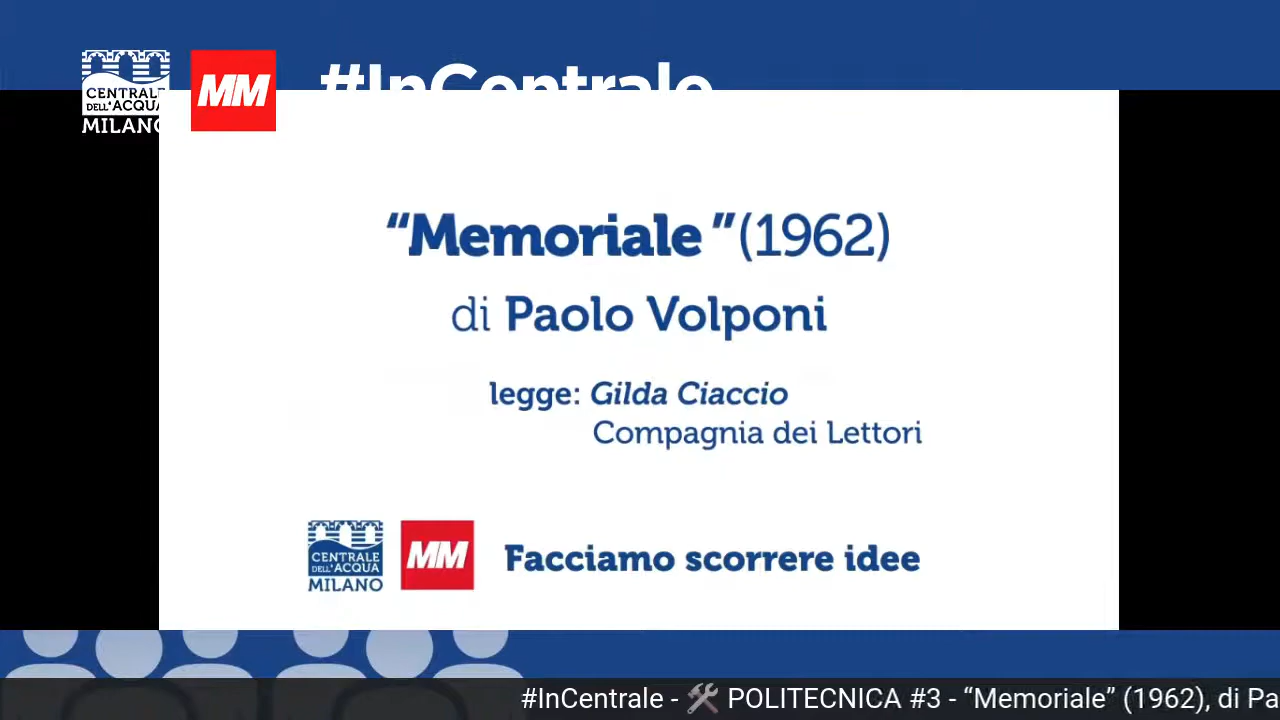 CENTRALE
DELL'ACQUA
MILANO
MM
#InCentrale
“Memoriale” (1962)
di Paolo Volponi
legge: Gilda Ciaccio
Compagnia dei Lettori
CENTRALE
DELL'ACQUA
MILANO
MM
Facciamo scorrere idee
#InCentrale - 🛠 POLITECNICA #3 - “Memoriale” (1962), di Pa